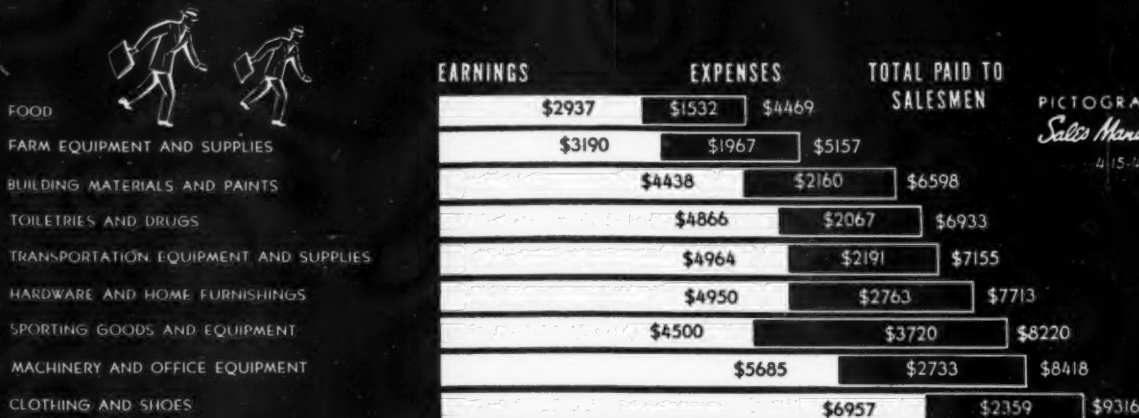 EARNINGS EXPENSES TOTAL PAID TO SALESMEN
FOOD $2937 $1532 $4469
PICTOGRA
Sales Man
4-15-4
FARM EQUIPMENT AND SUPPLIES $3190 $1967 $5157
BUILDING MATERIALS AND PAINTS $4438 $2160 $6598
TOILETRIES AND DRUGS $4866 $2067 $6933
TRANSPORTATION EQUIPMENT AND SUPPLIES $4964 $2191 $7155
HARDWARE AND HOME FURNISHINGS $4950 $2763 $7713
SPORTING GOODS AND EQUIPMENT $4500 $3720 $8220
MACHINERY AND OFFICE EQUIPMENT $5685 $2733 $8418
CLOTHING AND SHOES $6957 $2359 $9316